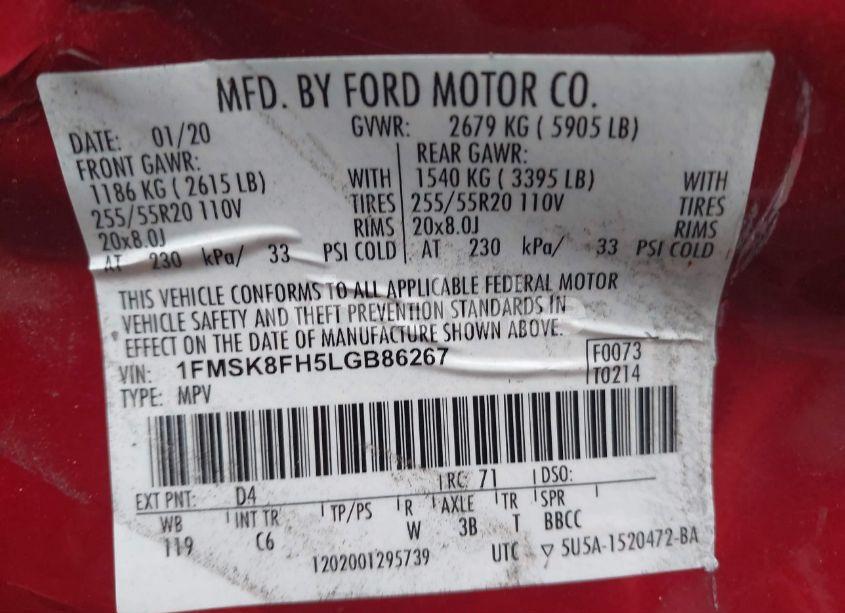 MFD. BY FORD MOTOR CO.
DATE: 01/20 GVWR: 2679 KG ( 5905 LB)
FRONT GAWR: REAR GAWR:
1186 KG ( 2615 LB) WITH 1540 KG ( 3395 LB) WITH
255/55R20 110V TIRES 255/55R20 110V TIRES
20x8.0J RIMS 20x8.0J RIMS
AT 230 kPa/ 33 PSI COLD AT 230 kPa/ 33 PSI COLD
THIS VEHICLE CONFORMS TO ALL APPLICABLE FEDERAL MOTOR
VEHICLE SAFETY AND THEFT PREVENTION STANDARDS IN
EFFECT ON THE DATE OF MANUFACTURE SHOWN ABOVE.
VIN: 1FMSK8FH5LGB86267 F0073
TYPE: MPV T0214
EXT PNT: D4 RC: 71 DSO:
WB INT TR TP/PS R AXLE TR SPR
119 C6 W 3B T BBCC
1202001295739 UTC ▽ 5U5A-1520472-BA